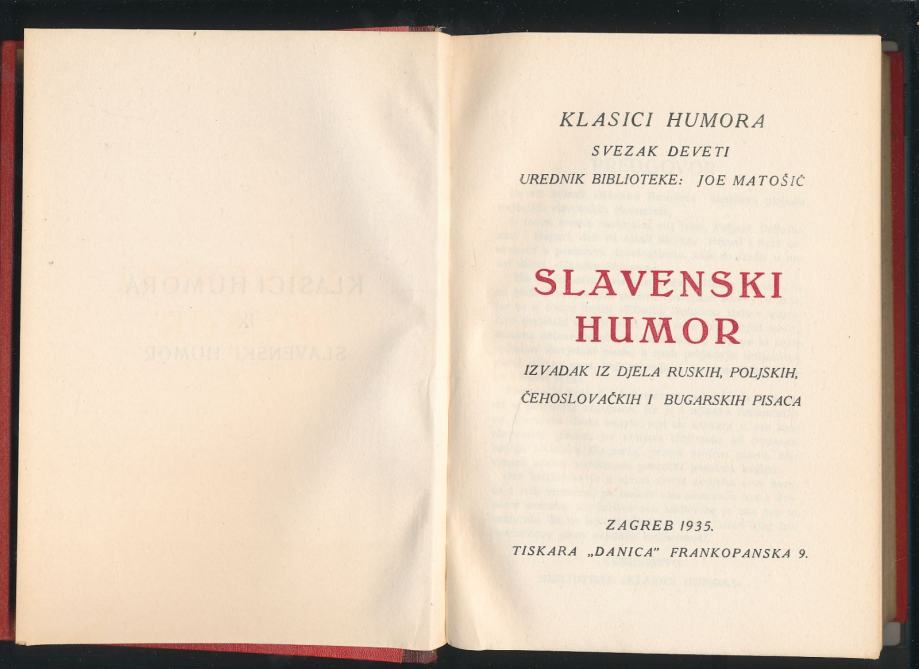 KLASICI HUMORA
SVEZAK DEVETI
UREDNIK BIBLIOTEKE: JOE MATOŠIĆ
SLAVENSKI
HUMOR
IZVADAK IZ DJELA RUSKIH, POLJSKIH,
ČEHOSLOVAČKIH I BUGARSKIH PISACA
ZAGREB 1935.
TISKARA „DANICA” FRANKOPANSKA 9.